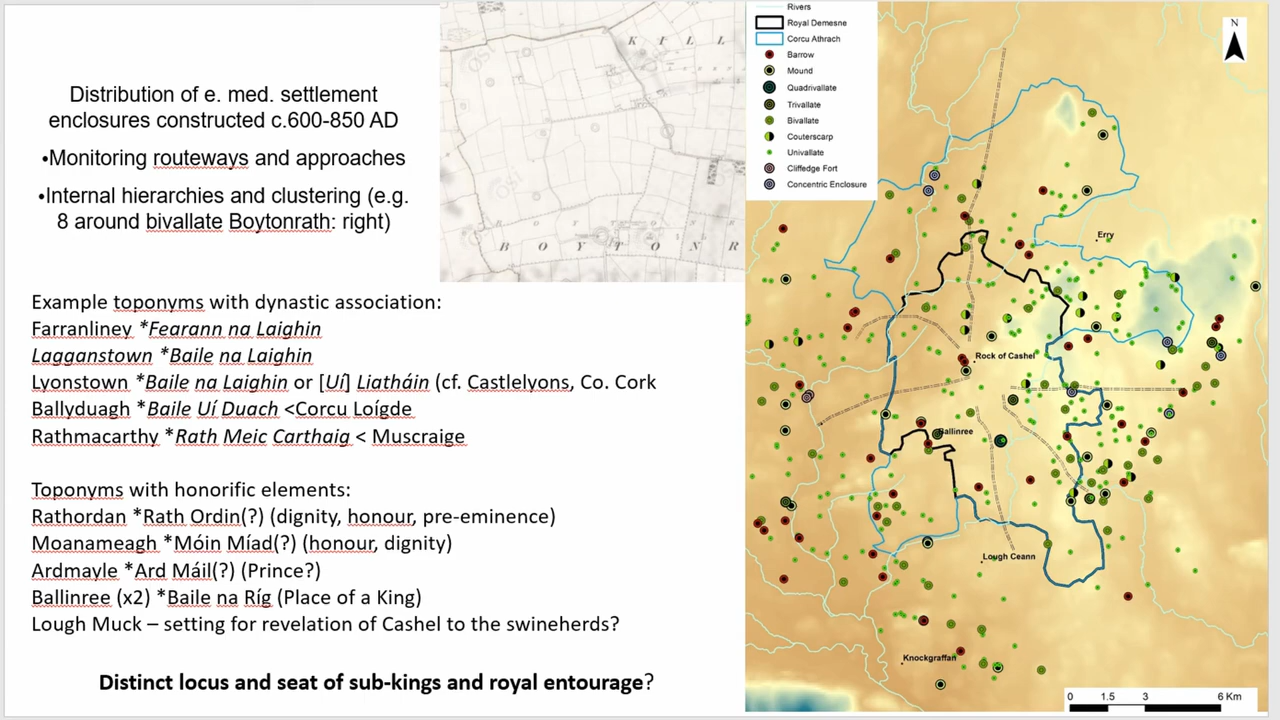 Distribution of e. med. settlement
enclosures constructed c.600-850 AD
•Monitoring routeways and approaches
•Internal hierarchies and clustering (e.g.
8 around bivallate Boytonrath: right)
Example toponyms with dynastic association:
Farranliney *Fearann na Laighin
Lagganstown *Baile na Laighin
Lyonstown *Baile na Laighin or [Uí] Liatháin (cf. Castlelyons, Co. Cork
Ballyduagh *Baile Uí Duach <Corcu Loígde
Rathmacarthy *Rath Meic Carthaig < Muscraige
Toponyms with honorific elements:
Rathordan *Rath Ordin(?) (dignity, honour, pre-eminence)
Moanameagh *Móin Míad(?) (honour, dignity)
Ardmayle *Ard Máil(?) (Prince?)
Ballinree (x2) *Baile na Ríg (Place of a King)
Lough Muck – setting for revelation of Cashel to the swineherds?
Distinct locus and seat of sub-kings and royal entourage?
K I L L
B O Y T O N R
Rivers
Royal Demesne
Corcu Athrach
Barrow
Mound
Quadrivallate
Trivallate
Bivallate
Couterscarp
Univallate
Cliffedge Fort
Concentric Enclosure
N
Erry
Rock of Cashel
Ballinree
Lough Ceann
Knockgraffan
0 1.5 3 6 Km